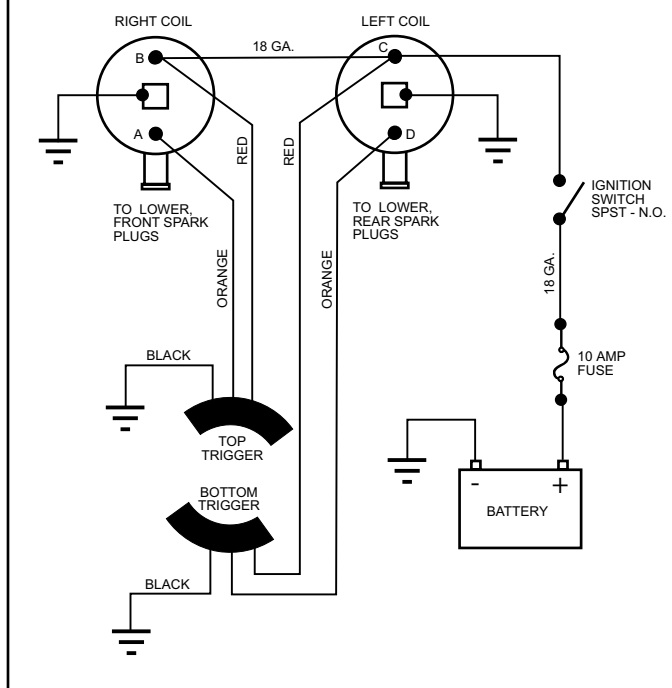 RIGHT COIL
LEFT COIL
18 GA.
B
C
A
D
RED
RED
TO LOWER,
FRONT SPARK
PLUGS
TO LOWER,
REAR SPARK
PLUGS
IGNITION
SWITCH
SPST - N.O.
ORANGE
ORANGE
18 GA.
BLACK
10 AMP
FUSE
TOP
TRIGGER
BOTTOM
TRIGGER
- +
BATTERY
BLACK